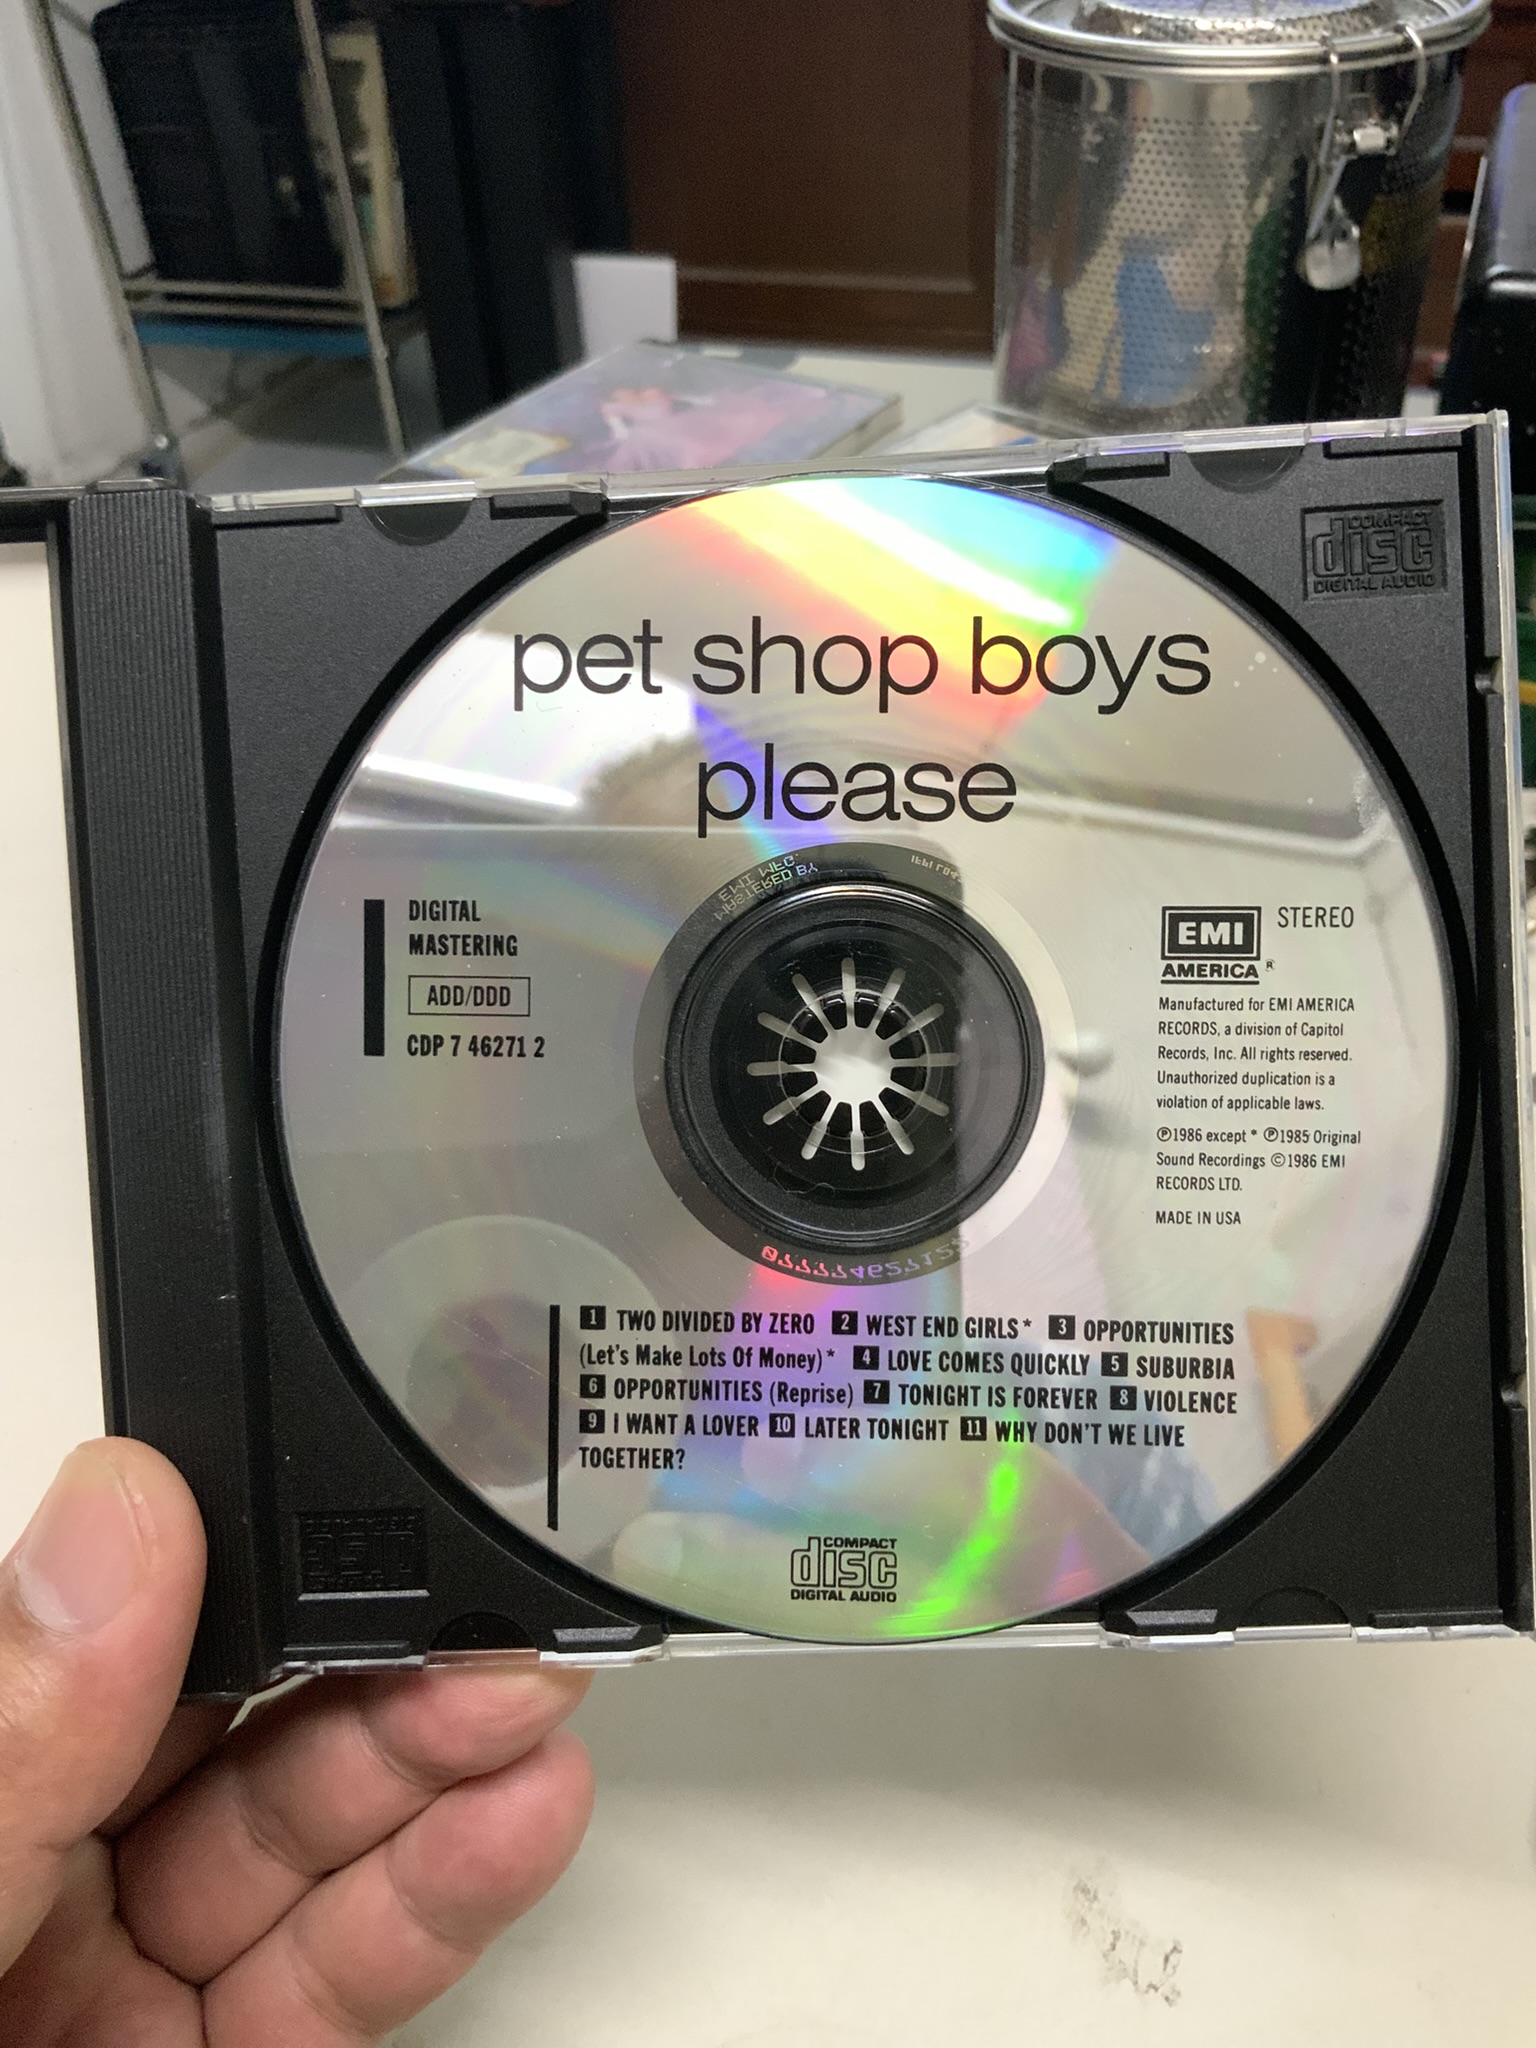 COMPACT
disc
DIGITAL AUDIO
pet shop boys
please
EMI MFG.
MASTERED BY
DIGITAL
MASTERING
ADD/DDD
CDP 7 46271 2
EMI
AMERICA®
STEREO
Manufactured for EMI AMERICA
RECORDS, a division of Capitol
Records, Inc. All rights reserved.
Unauthorized duplication is a
violation of applicable laws.
℗1986 except * ℗1985 Original
Sound Recordings ©1986 EMI
RECORDS LTD.
MADE IN USA
1 TWO DIVIDED BY ZERO 2 WEST END GIRLS* 3 OPPORTUNITIES
(Let's Make Lots Of Money)* 4 LOVE COMES QUICKLY 5 SUBURBIA
6 OPPORTUNITIES (Reprise) 7 TONIGHT IS FOREVER 8 VIOLENCE
9 I WANT A LOVER 10 LATER TONIGHT 11 WHY DON'T WE LIVE
TOGETHER?
COMPACT
disc
DIGITAL AUDIO